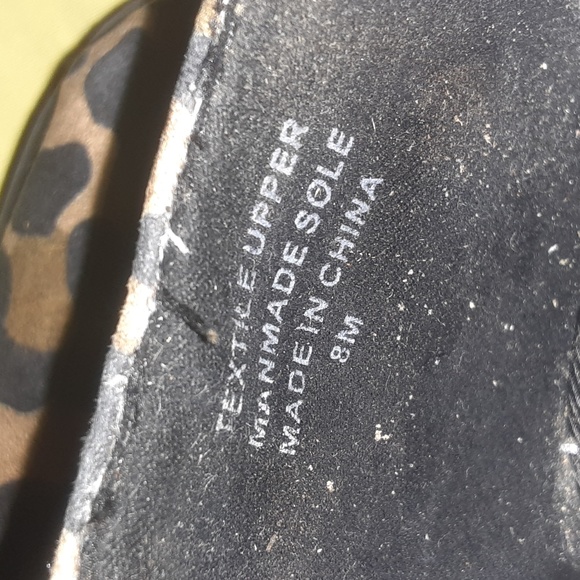 TEXTILE UPPER
MANMADE SOLE
MADE IN CHINA
8M